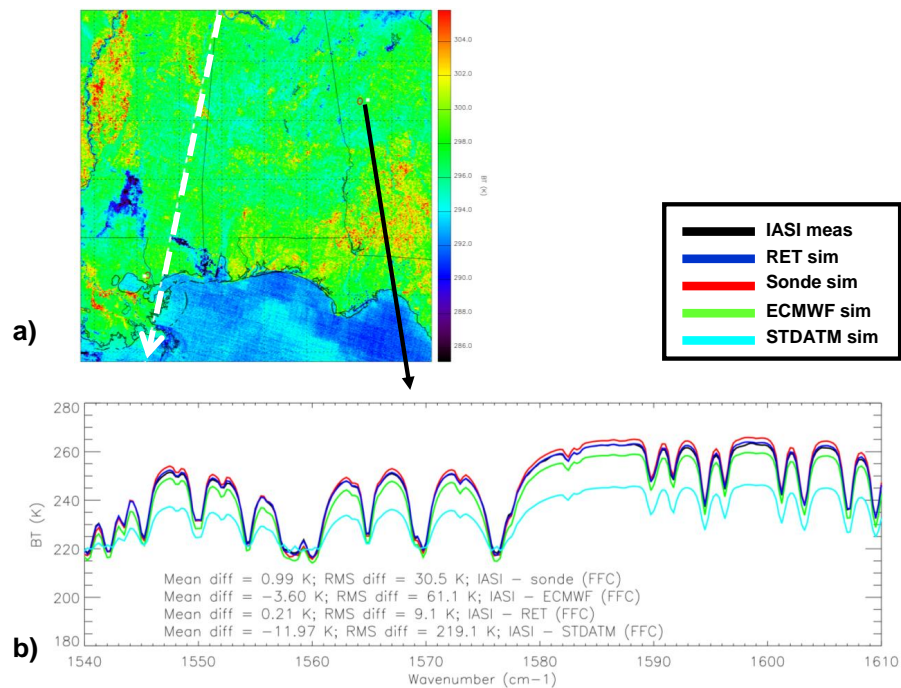 304.0
302.0
300.0
298.0
296.0
294.0
292.0
290.0
288.0
286.0
BT (K)
a)
IASI meas
RET sim
Sonde sim
ECMWF sim
STDATM sim
280
260
240
220
200
180
BT (K)
Mean diff = 0.99 K; RMS diff = 30.5 K; IASI – sonde (FFC)
Mean diff = −3.60 K; RMS diff = 61.1 K; IASI – ECMWF (FFC)
Mean diff = 0.21 K; RMS diff = 9.1 K; IASI – RET (FFC)
Mean diff = −11.97 K; RMS diff = 219.1 K; IASI – STDATM (FFC)
b)
1540 1550 1560 1570 1580 1590 1600 1610
Wavenumber (cm−1)